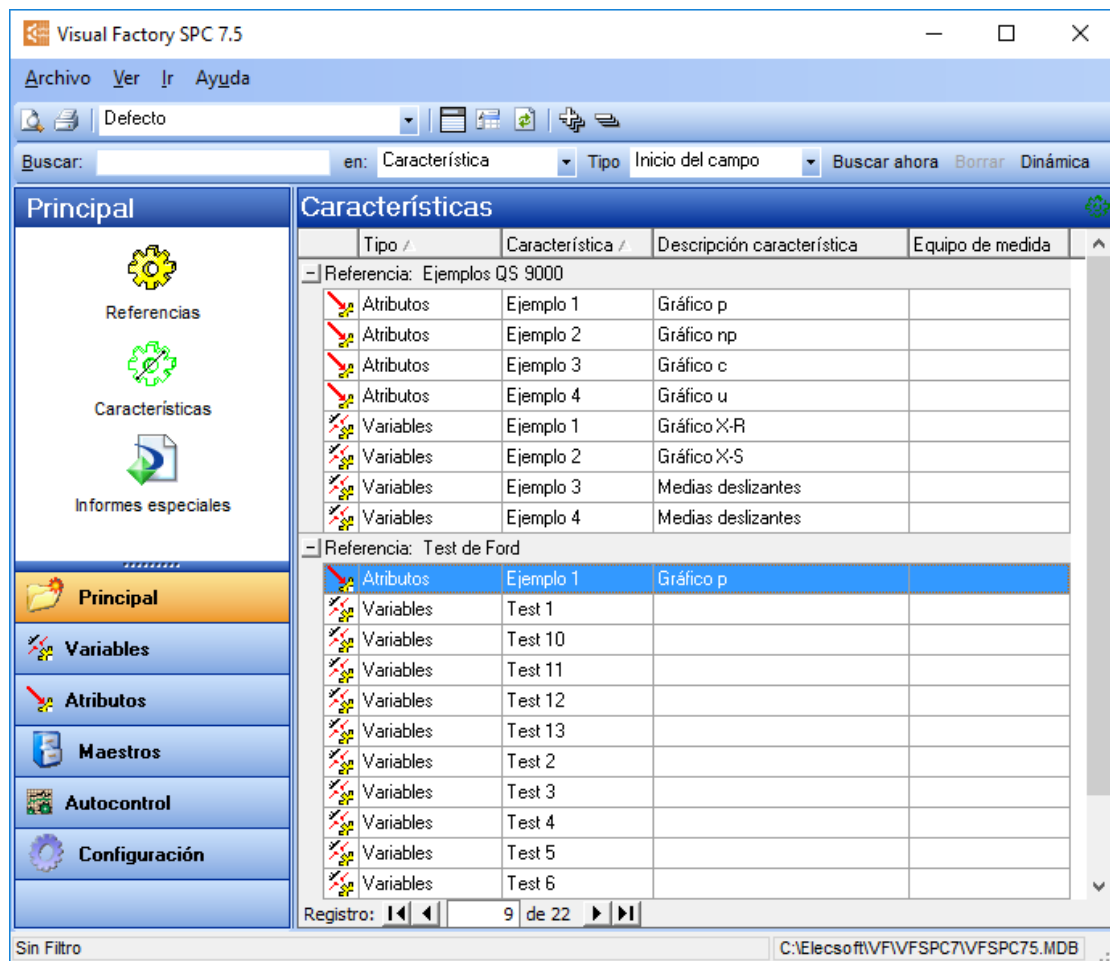 Visual Factory SPC 7.5
Archivo Ver Ir Ayuda
Defecto
Buscar: en: Característica Tipo Inicio del campo Buscar ahora Borrar Dinámica
Principal
Referencias
Características
Informes especiales
Principal
Variables
Atributos
Maestros
Autocontrol
Configuración
Características
Tipo Característica Descripción característica Equipo de medida
Referencia: Ejemplos QS 9000
Atributos Ejemplo 1 Gráfico p
Atributos Ejemplo 2 Gráfico np
Atributos Ejemplo 3 Gráfico c
Atributos Ejemplo 4 Gráfico u
Variables Ejemplo 1 Gráfico X-R
Variables Ejemplo 2 Gráfico X-S
Variables Ejemplo 3 Medias deslizantes
Variables Ejemplo 4 Medias deslizantes
Referencia: Test de Ford
Atributos Ejemplo 1 Gráfico p
Variables Test 1
Variables Test 10
Variables Test 11
Variables Test 12
Variables Test 13
Variables Test 2
Variables Test 3
Variables Test 4
Variables Test 5
Variables Test 6
Registro: 9 de 22
Sin Filtro C:\Elecsoft\VF\VFSPC7\VFSPC75.MDB